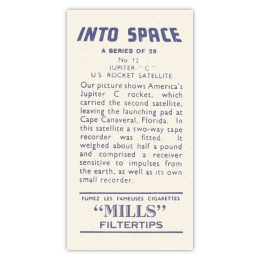 INTO SPACE
A SERIES OF 25
No. 12
JUPITER "C"
U.S. ROCKET SATELLITE
Our picture shows America's
Jupiter C rocket, which
carried the second satellite,
leaving the launching pad at
Cape Canaveral, Florida. In
this satellite a two-way tape
recorder was fitted. It
weighed about half a pound
and comprised a receiver
sensitive to impulses from
the earth, as well as its own
small recorder.
FUMEZ LES FAMEUSES CIGARETTES
"MILLS"
FILTERTIPS